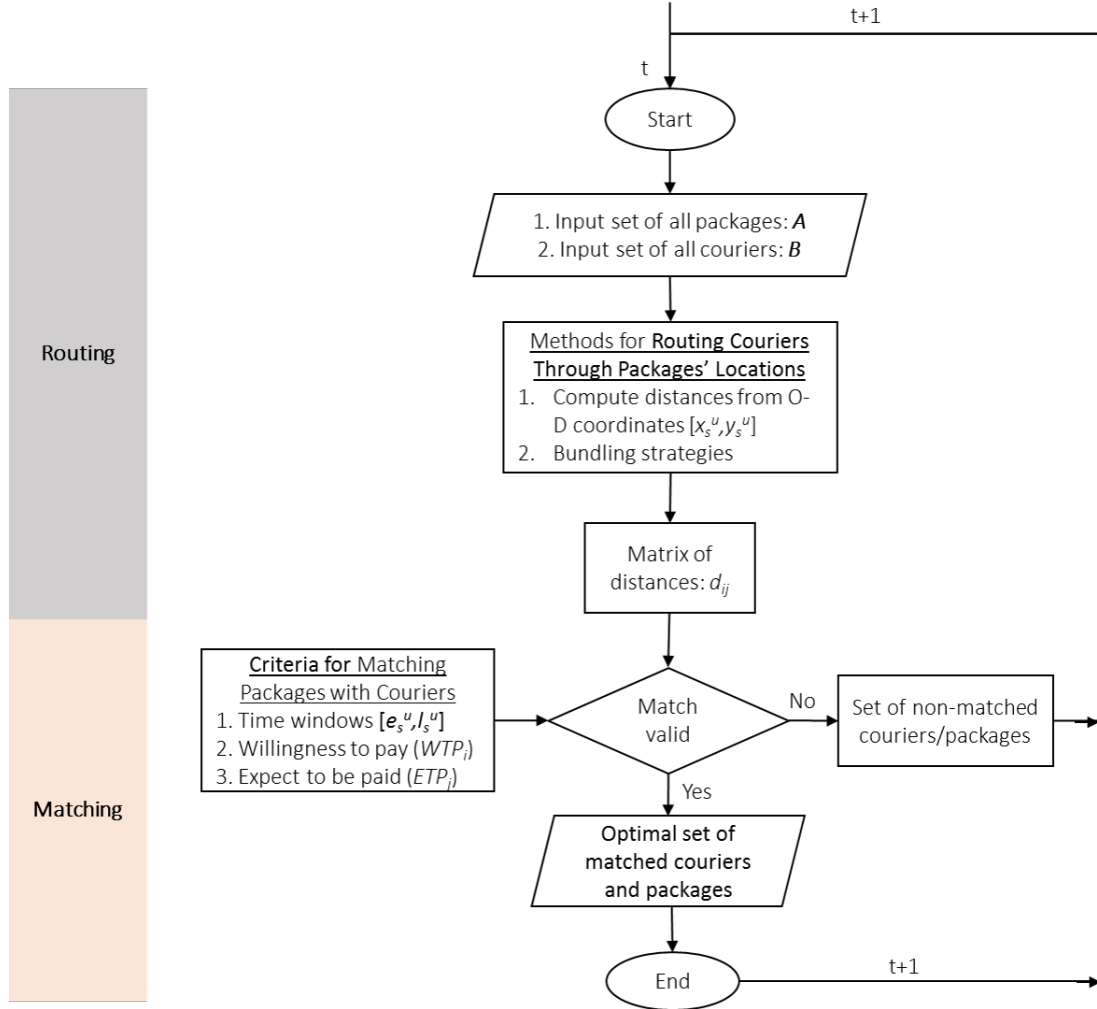 t+1
t
Start
1. Input set of all packages: A
2. Input set of all couriers: B
Routing
Methods for Routing Couriers
Through Packages’ Locations
1. Compute distances from O-
D coordinates [xₛᵘ,yₛᵘ]
2. Bundling strategies
Matrix of
distances: dᵢⱼ
Matching
Criteria for Matching
Packages with Couriers
1. Time windows [eₛᵘ,lₛᵘ]
2. Willingness to pay (WTPᵢ)
3. Expect to be paid (ETPⱼ)
Match
valid
No
Set of non-matched
couriers/packages
Yes
Optimal set of
matched couriers
and packages
End
t+1